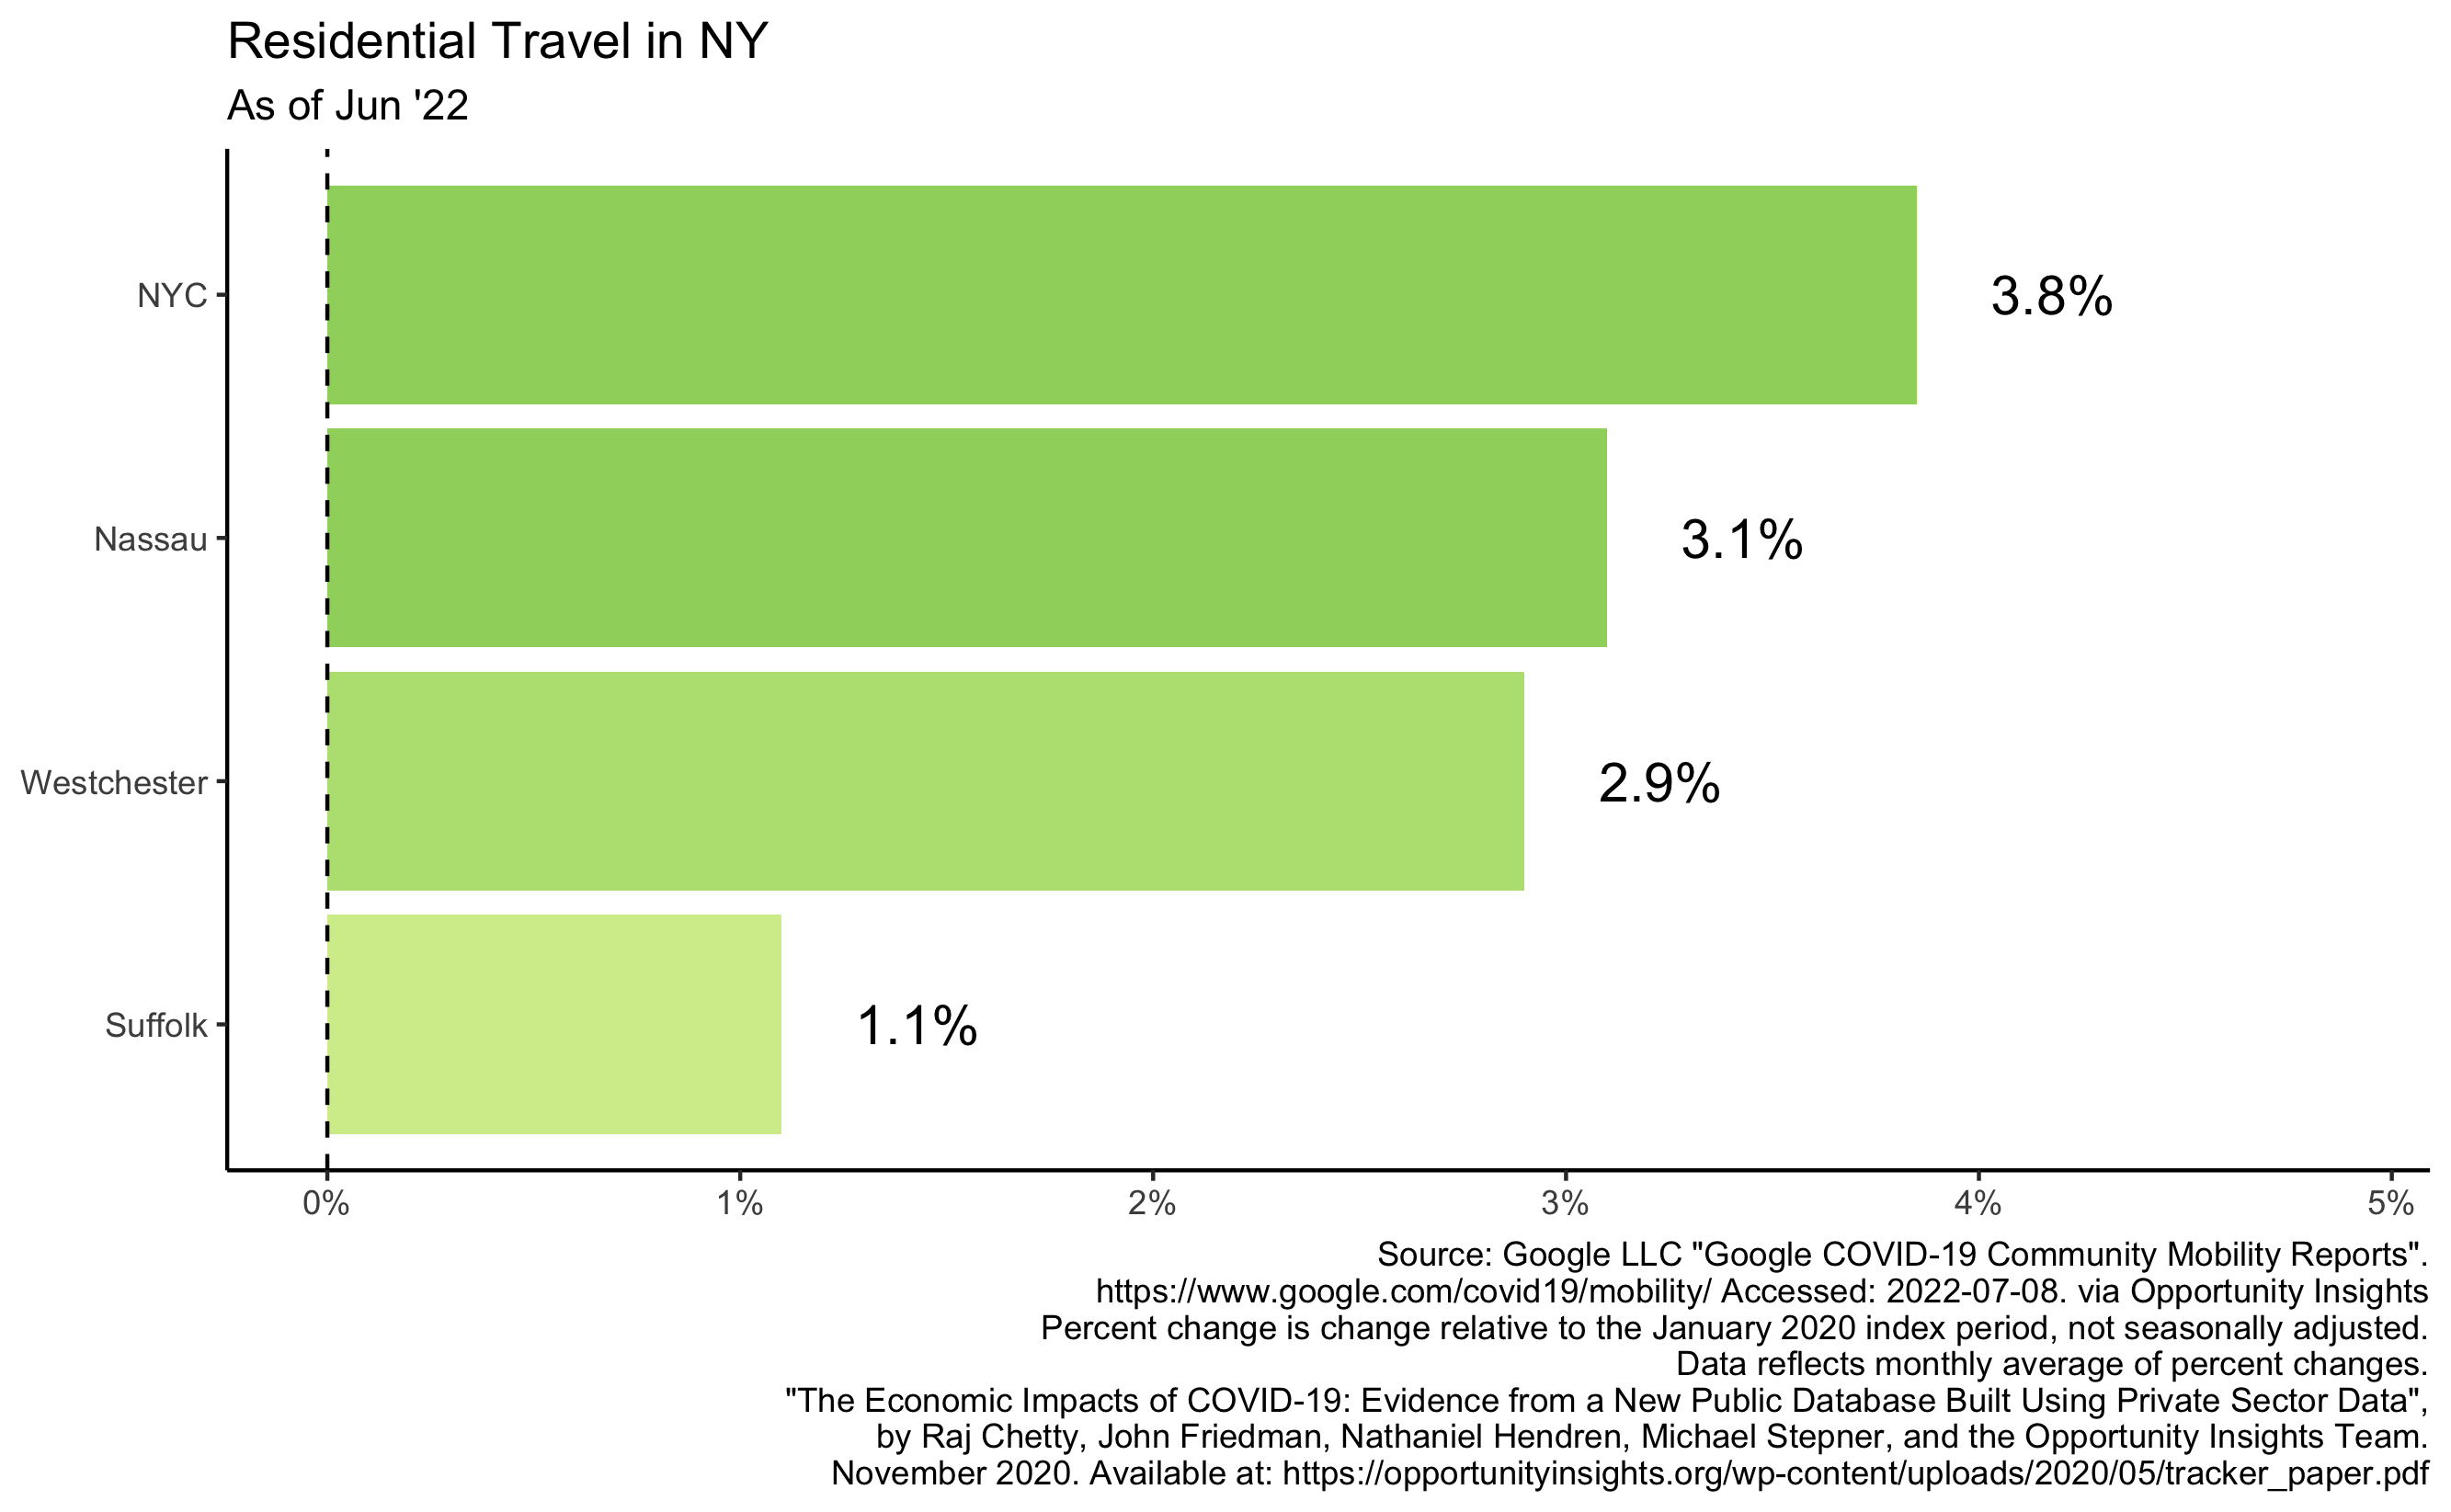 Residential Travel in NY
As of Jun '22
NYC
3.8%
Nassau
3.1%
Westchester
2.9%
Suffolk
1.1%
0% 1% 2% 3% 4% 5%
Source: Google LLC "Google COVID-19 Community Mobility Reports".
https://www.google.com/covid19/mobility/ Accessed: 2022-07-08. via Opportunity Insights
Percent change is change relative to the January 2020 index period, not seasonally adjusted.
Data reflects monthly average of percent changes.
"The Economic Impacts of COVID-19: Evidence from a New Public Database Built Using Private Sector Data",
by Raj Chetty, John Friedman, Nathaniel Hendren, Michael Stepner, and the Opportunity Insights Team.
November 2020. Available at: https://opportunityinsights.org/wp-content/uploads/2020/05/tracker_paper.pdf